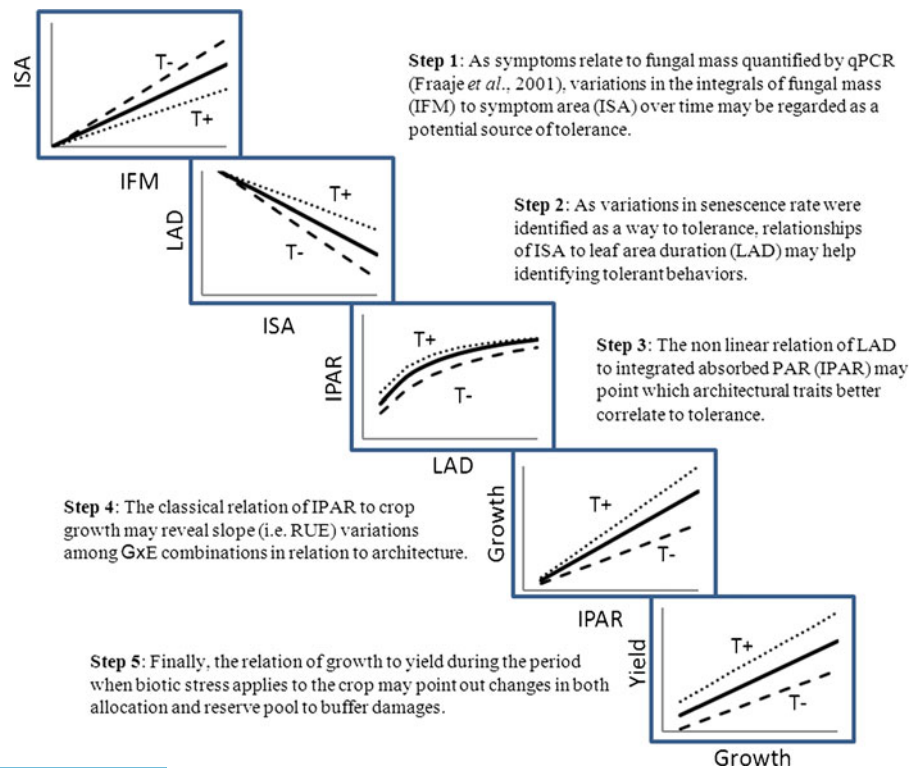 ISA
T-
T+
IFM
Step 1: As symptoms relate to fungal mass quantified by qPCR
(Fraaje et al., 2001), variations in the integrals of fungal mass
(IFM) to symptom area (ISA) over time may be regarded as a
potential source of tolerance.
LAD
T+
T-
ISA
Step 2: As variations in senescence rate were
identified as a way to tolerance, relationships
of ISA to leaf area duration (LAD) may help
identifying tolerant behaviors.
IPAR
T+
T-
LAD
Step 3: The non linear relation of LAD
to integrated absorbed PAR (IPAR) may
point which architectural traits better
correlate to tolerance.
Step 4: The classical relation of IPAR to crop
growth may reveal slope (i.e. RUE) variations
among GxE combinations in relation to architecture.
Growth
T+
T-
IPAR
Step 5: Finally, the relation of growth to yield during the period
when biotic stress applies to the crop may point out changes in both
allocation and reserve pool to buffer damages.
Yield
T+
T-
Growth